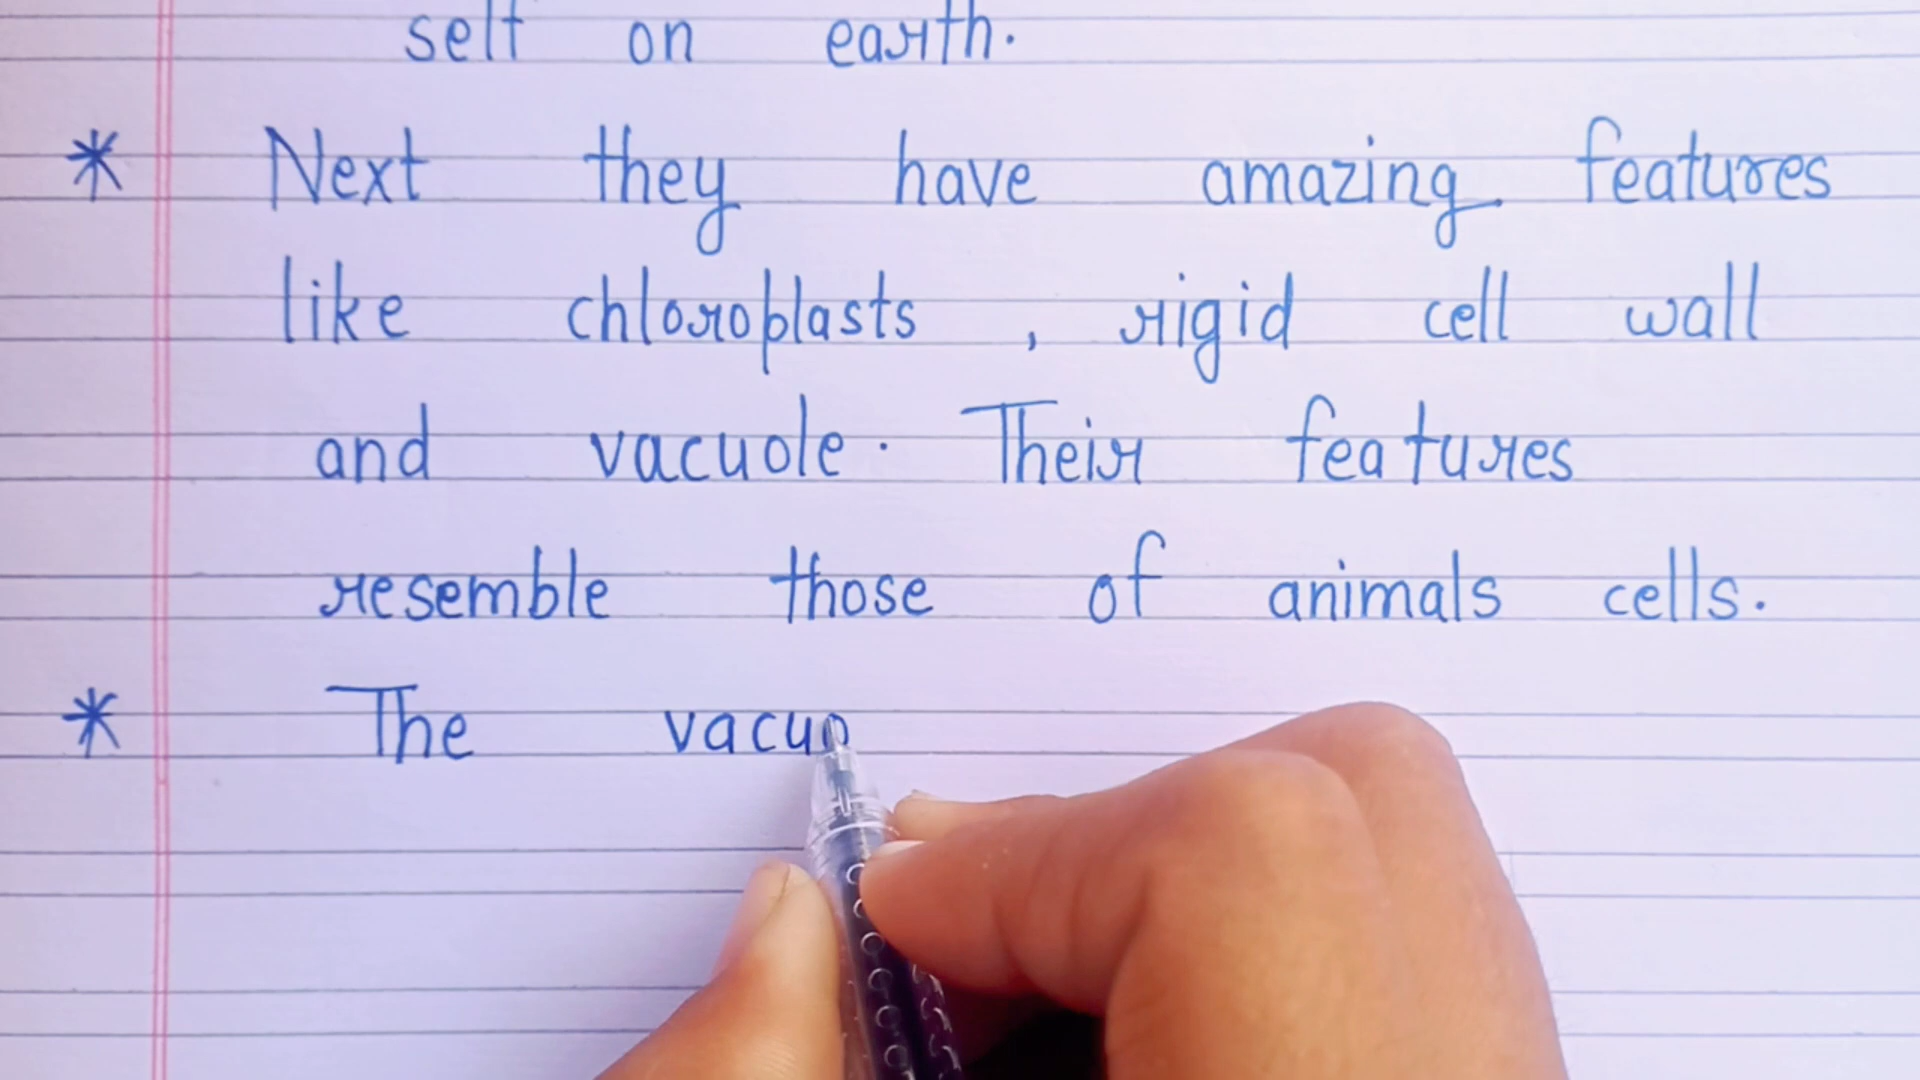 self on earth.
* Next they have amazing features
like chloroplasts , rigid cell wall
and vacuole. Their features
resemble those of animals cells.
* The vacuo